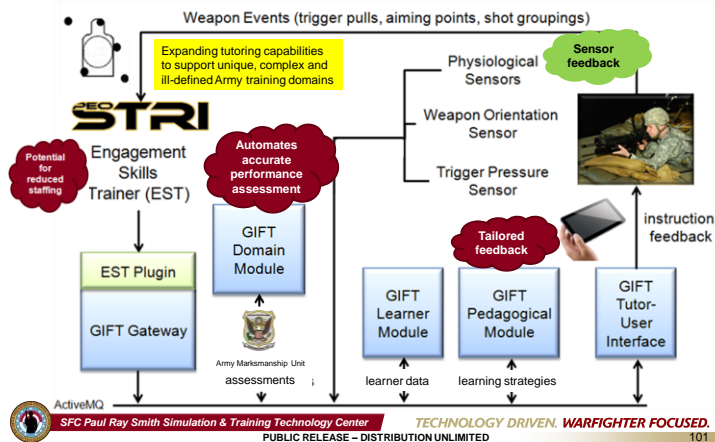 Weapon Events (trigger pulls, aiming points, shot groupings)
Expanding tutoring capabilities
to support unique, complex and
ill-defined Army training domains
Sensor
feedback
Physiological
Sensors
PEO
STRI
Weapon Orientation
Sensor
Potential
for
reduced
staffing
Engagement
Skills
Trainer (EST)
Automates
accurate
performance
assessment
Trigger Pressure
Sensor
instruction
feedback
Tailored
feedback
GIFT
Domain
Module
EST Plugin
GIFT Gateway
GIFT
Learner
Module
GIFT
Pedagogical
Module
GIFT
Tutor-
User
Interface
Army Marksmanship Unit
assessments
learner data
learning strategies
ActiveMQ
SFC Paul Ray Smith Simulation & Training Technology Center
TECHNOLOGY DRIVEN. WARFIGHTER FOCUSED.
PUBLIC RELEASE – DISTRIBUTION UNLIMITED
101